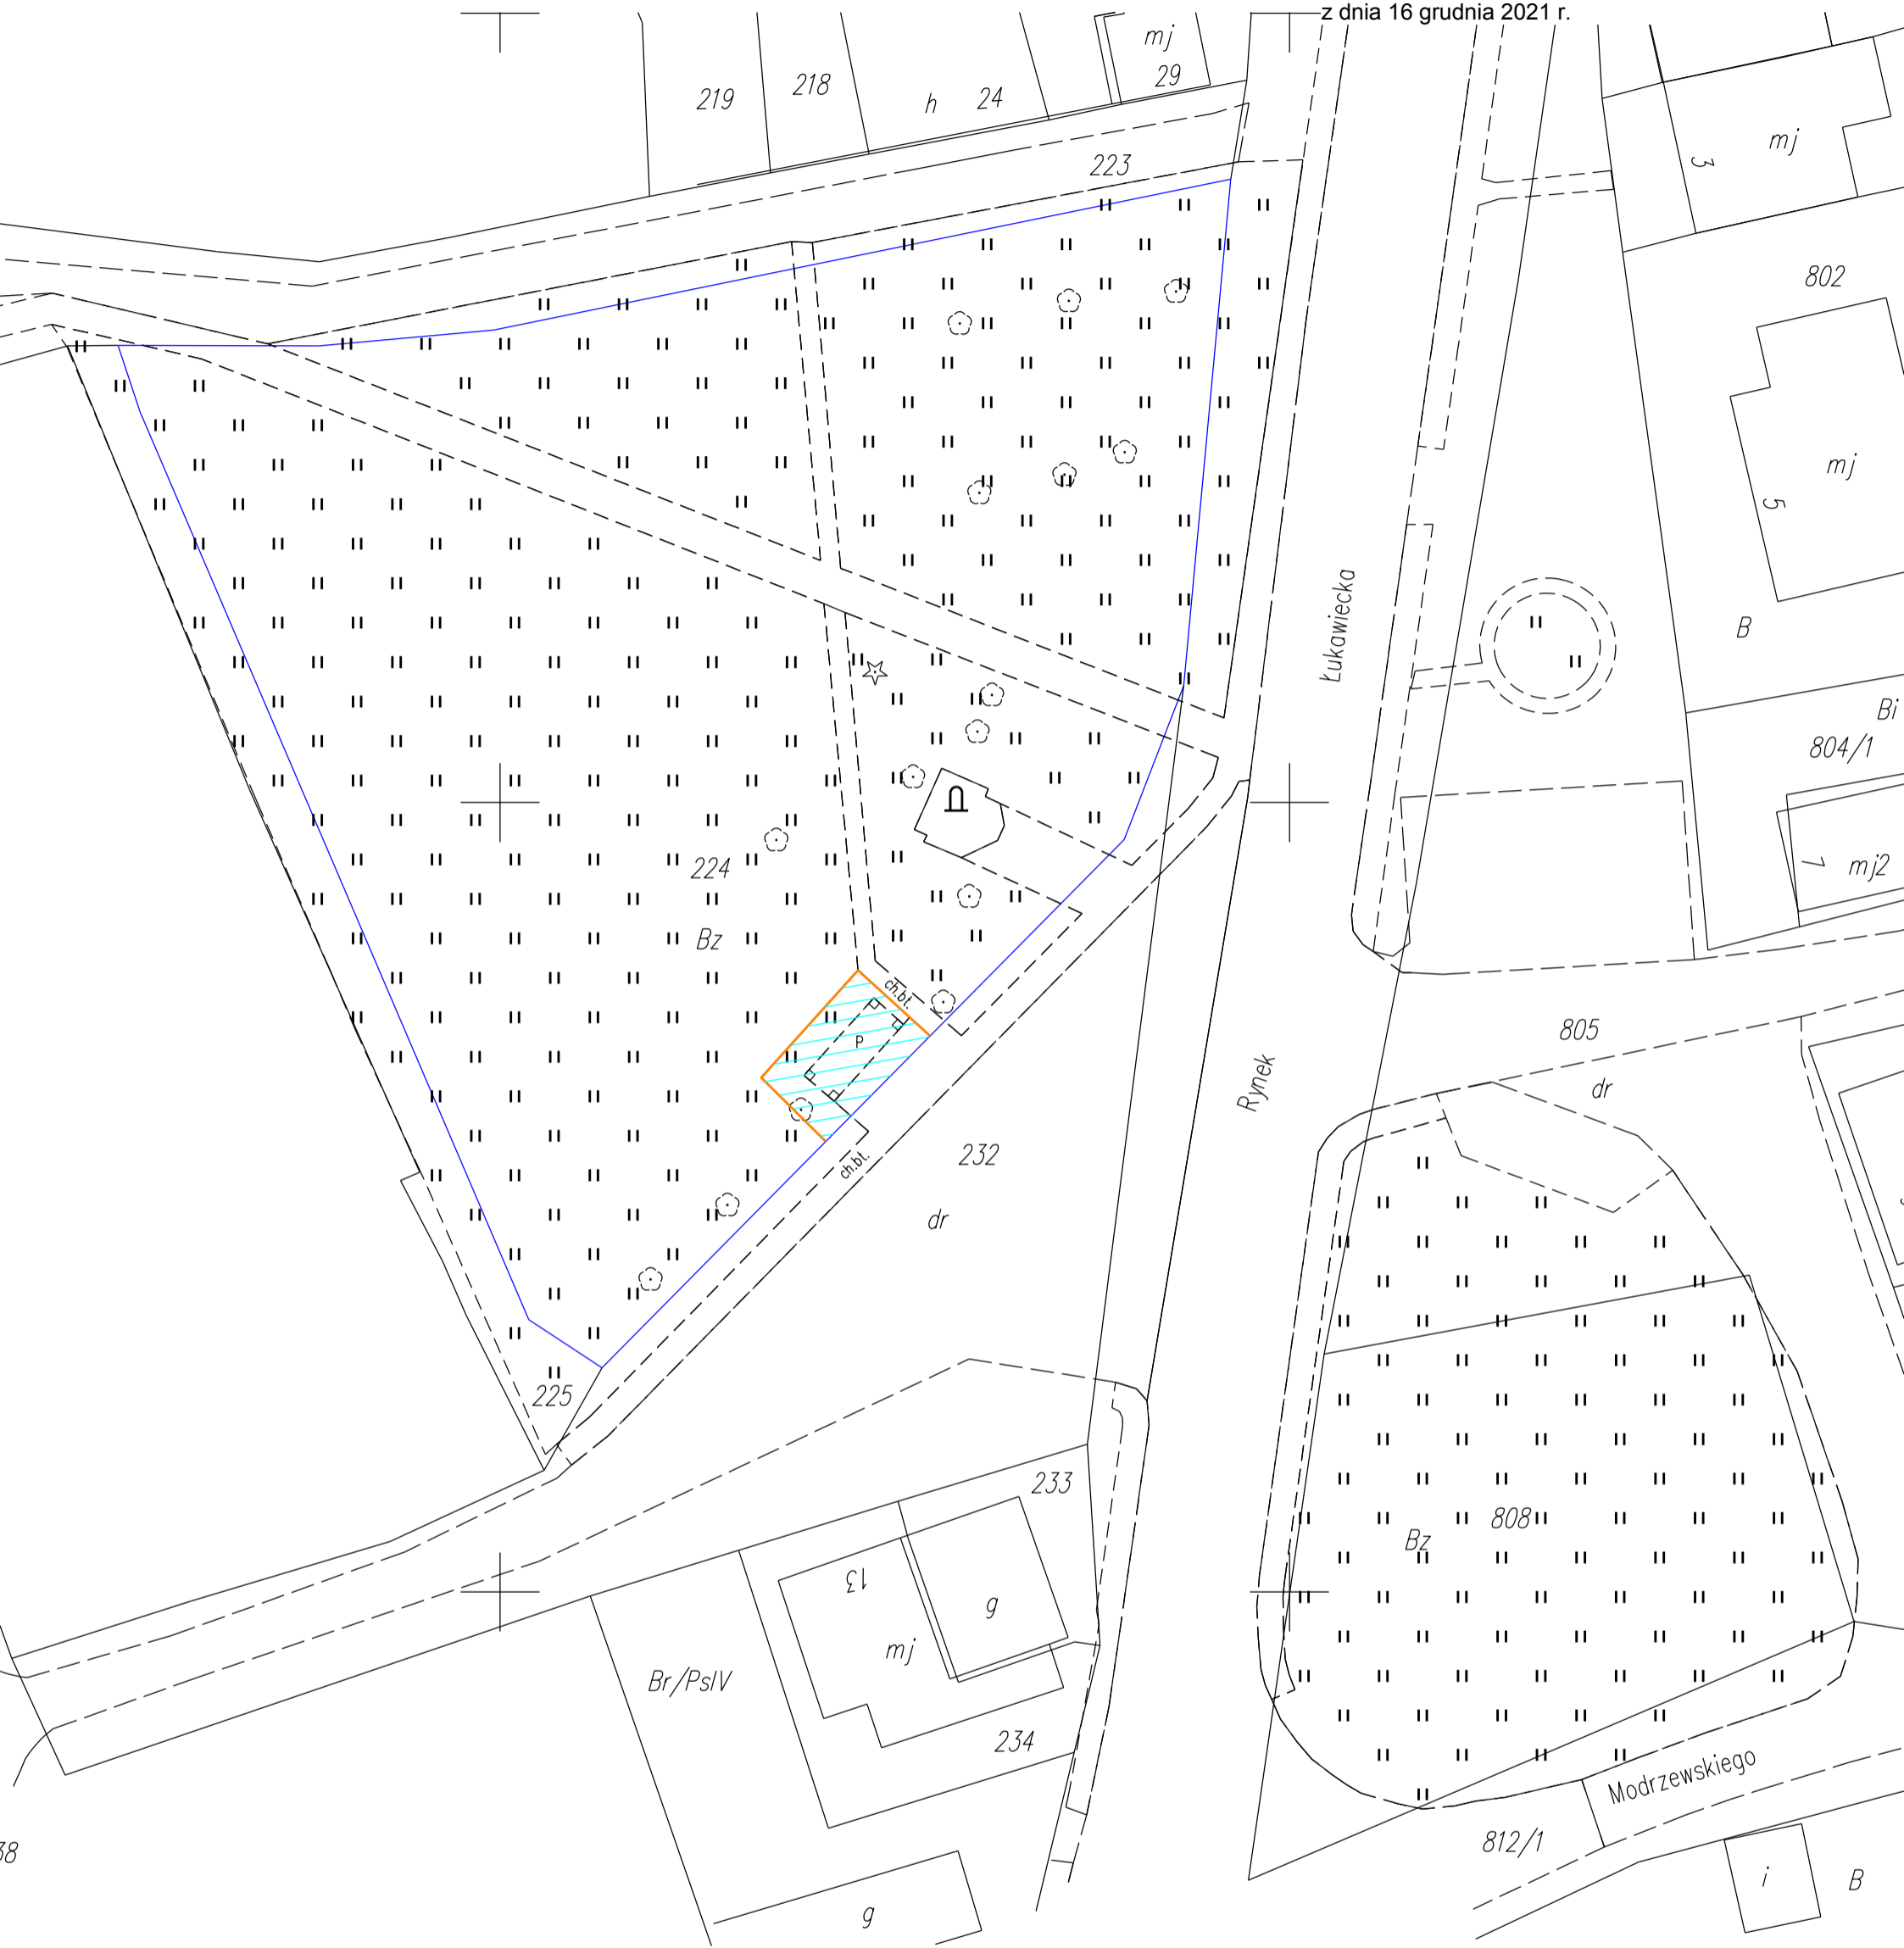 z dnia 16 grudnia 2021 r.
mj
29
219
218
h
24
223
3
mj
802
mj
5
Łukawiecka
B
Bi
804/1
1
mj2
224
Bz
ch.bt.
P
805
dr
Rynek
232
ch.bt.
dr
225
233
808
Bz
13
g
mj
Br/PsIV
234
Modrzewskiego
812/1
38
i
B
g